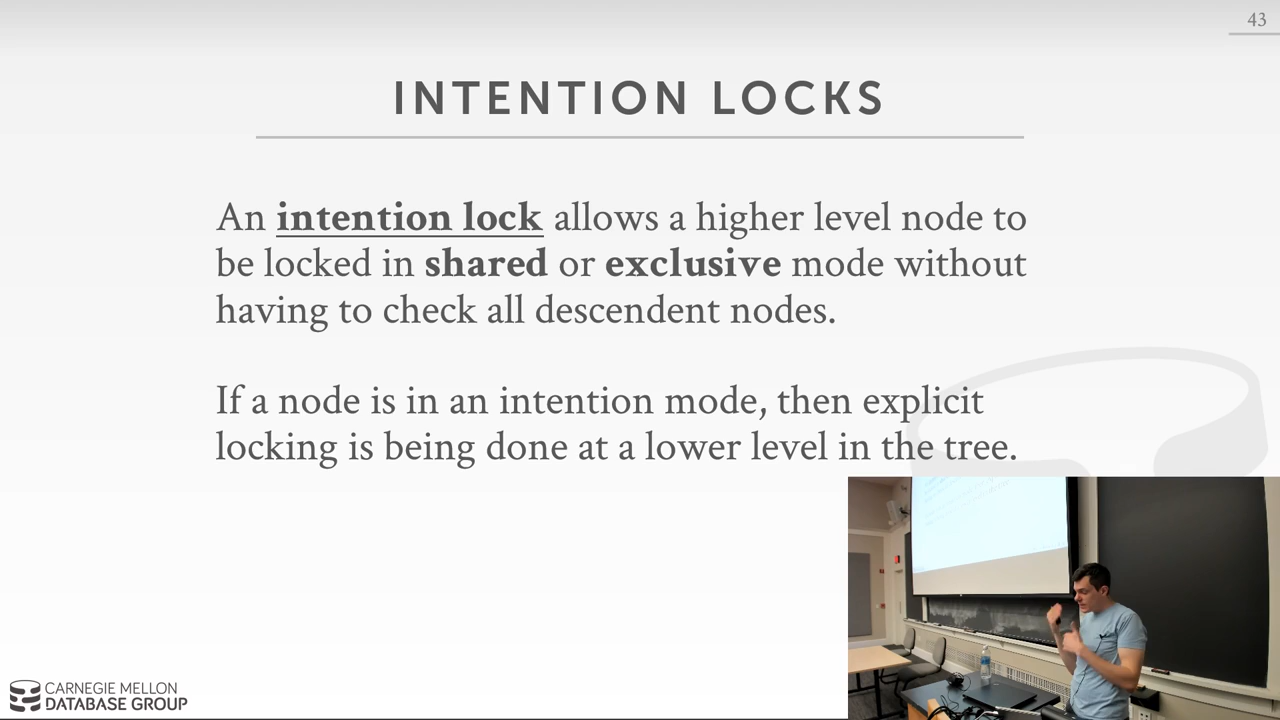 43
INTENTION LOCKS
An intention lock allows a higher level node to
be locked in shared or exclusive mode without
having to check all descendent nodes.
If a node is in an intention mode, then explicit
locking is being done at a lower level in the tree.
CARNEGIE MELLON
DATABASE GROUP